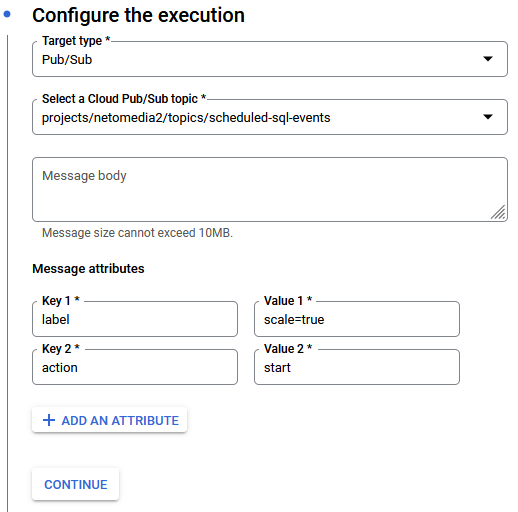 Configure the execution
Target type *
Pub/Sub
Select a Cloud Pub/Sub topic *
projects/netomedia2/topics/scheduled-sql-events
Message body
Message size cannot exceed 10MB.
Message attributes
Key 1 * Value 1 *
label scale=true
Key 2 * Value 2 *
action start
+ ADD AN ATTRIBUTE
CONTINUE